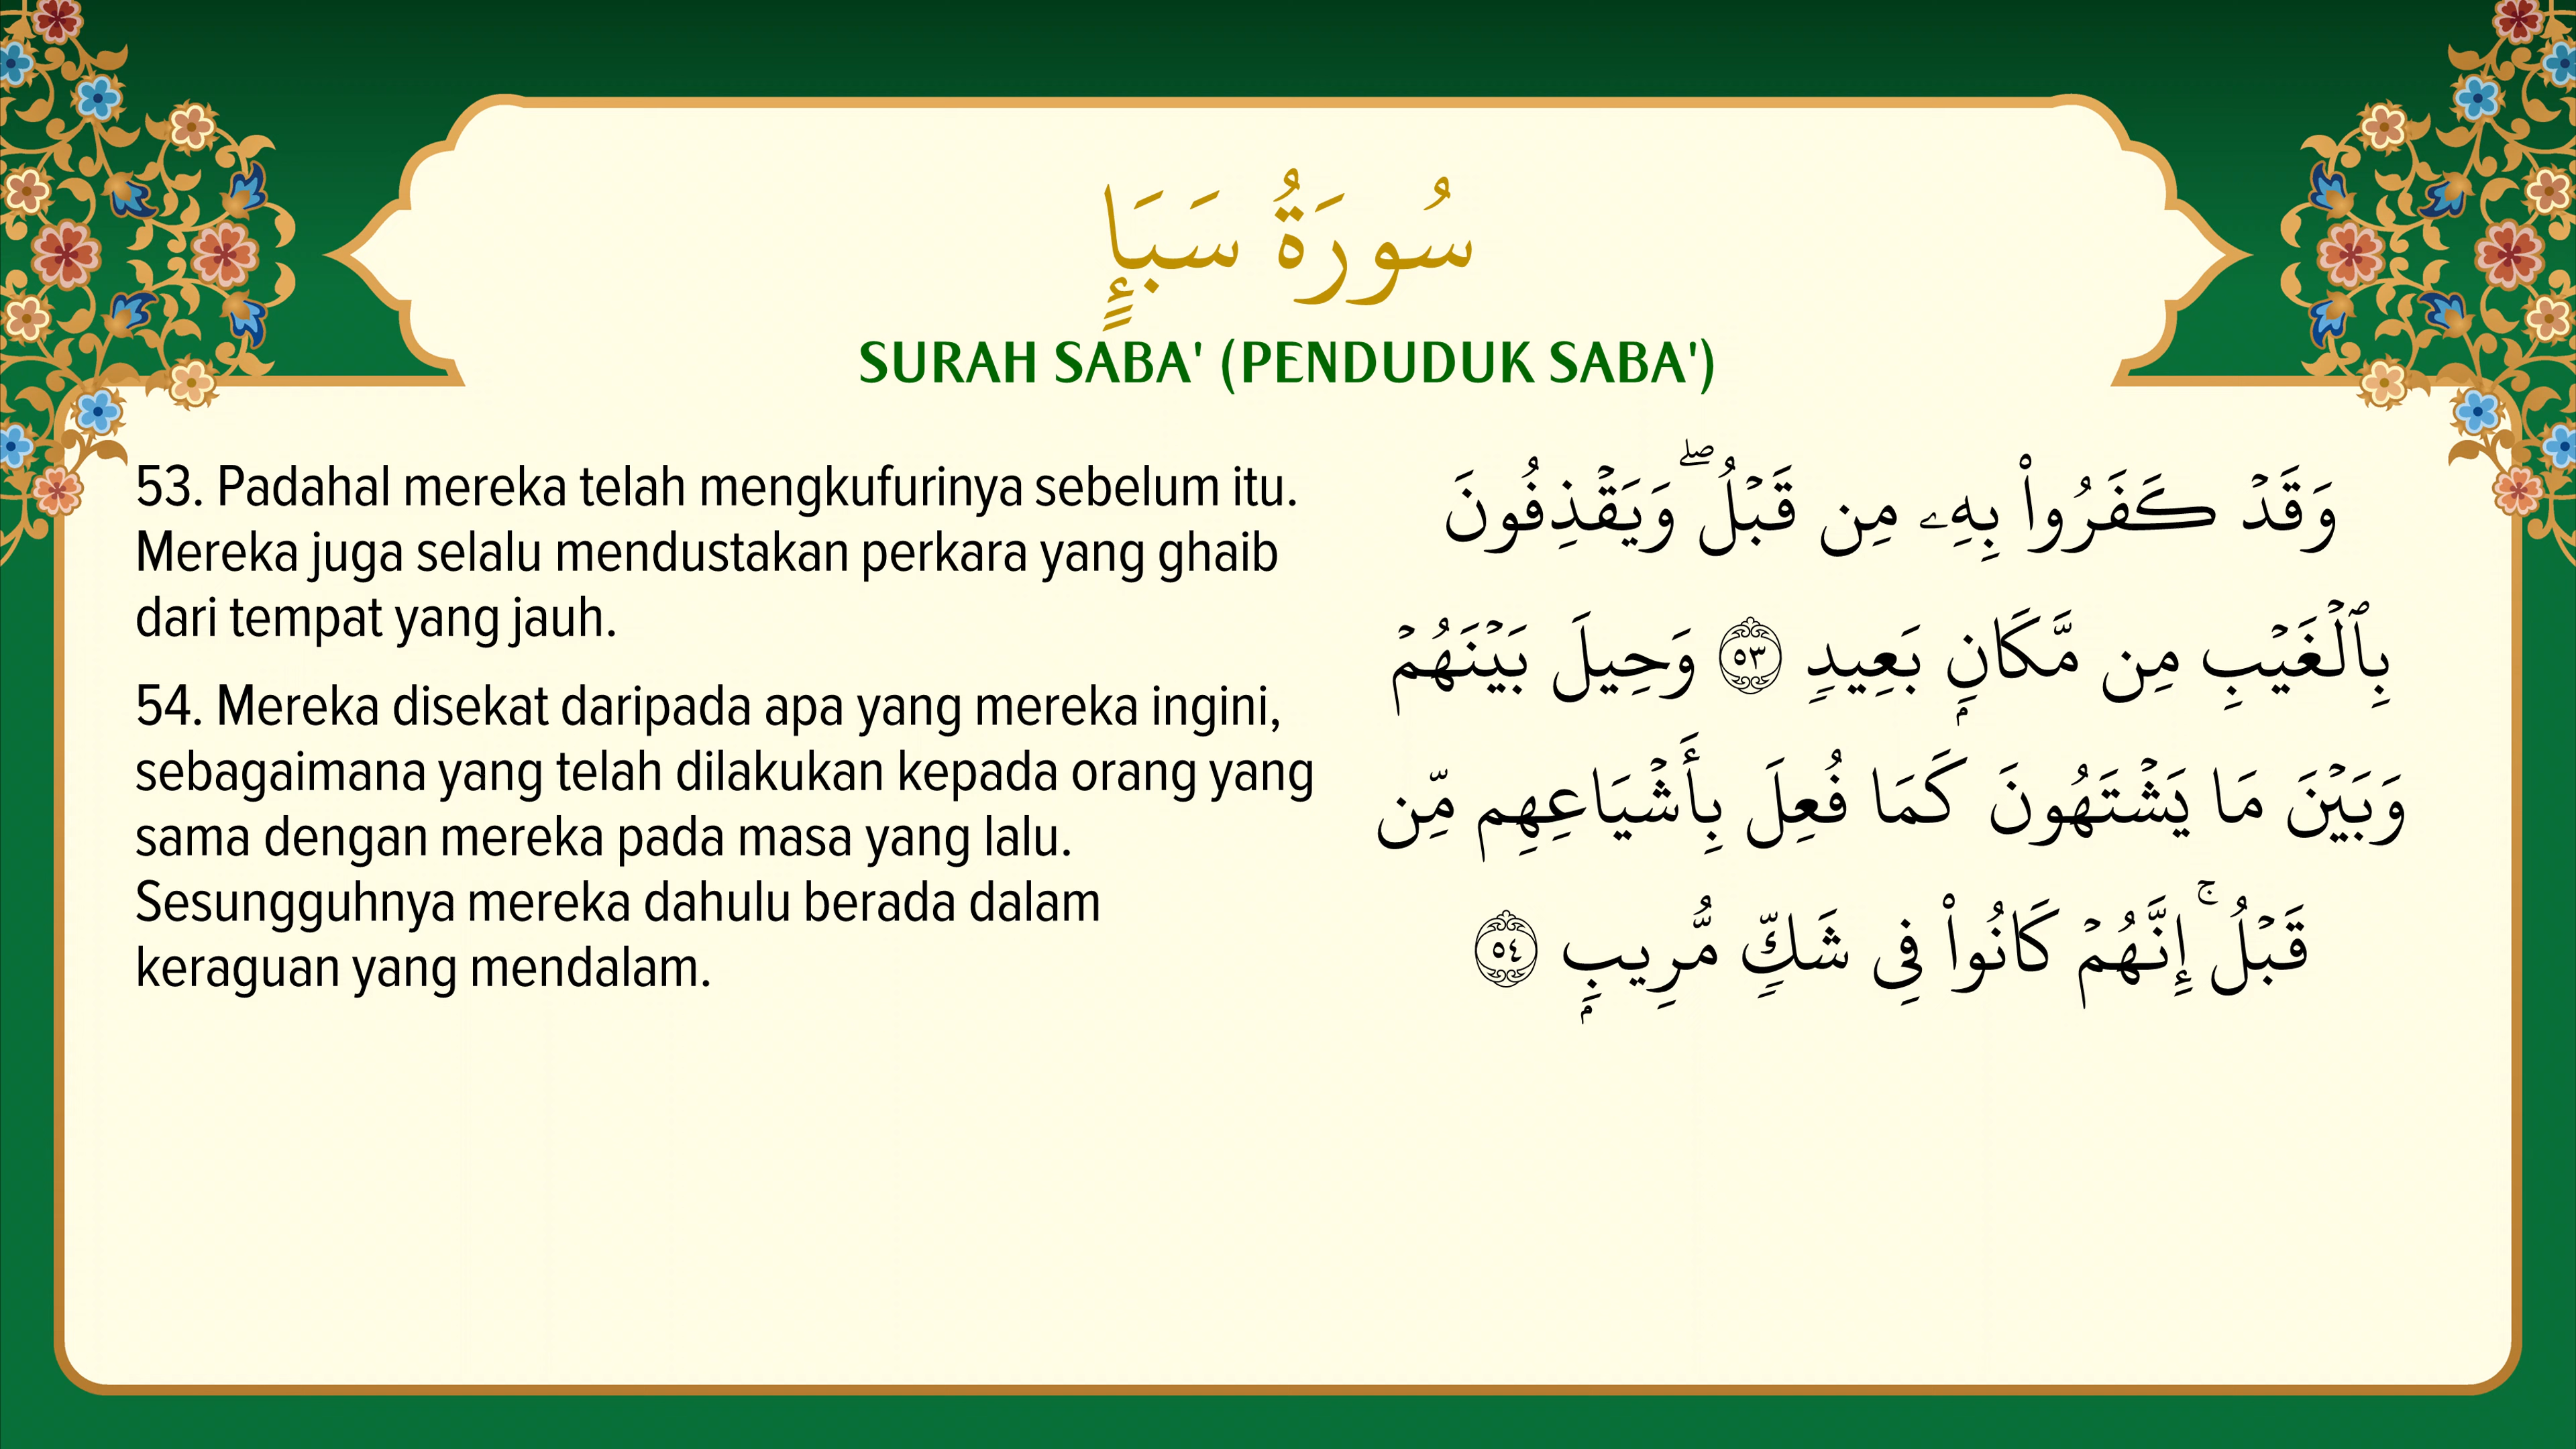 سُورَةُ سَبَإٍ
SURAH SABA' (PENDUDUK SABA')
53. Padahal mereka telah mengkufurinya sebelum itu.
Mereka juga selalu mendustakan perkara yang ghaib
dari tempat yang jauh.
54. Mereka disekat daripada apa yang mereka ingini,
sebagaimana yang telah dilakukan kepada orang yang
sama dengan mereka pada masa yang lalu.
Sesungguhnya mereka dahulu berada dalam
keraguan yang mendalam.
وَقَدۡ كَفَرُواْ بِهِۦ مِن قَبۡلُۖ وَيَقۡذِفُونَ
بِٱلۡغَيۡبِ مِن مَّكَانِۭ بَعِيدٖ ٥٣ وَحِيلَ بَيۡنَهُمۡ
وَبَيۡنَ مَا يَشۡتَهُونَ كَمَا فُعِلَ بِأَشۡيَاعِهِم مِّن
قَبۡلُۚ إِنَّهُمۡ كَانُواْ فِي شَكّٖ مُّرِيبِۭ ٥٤